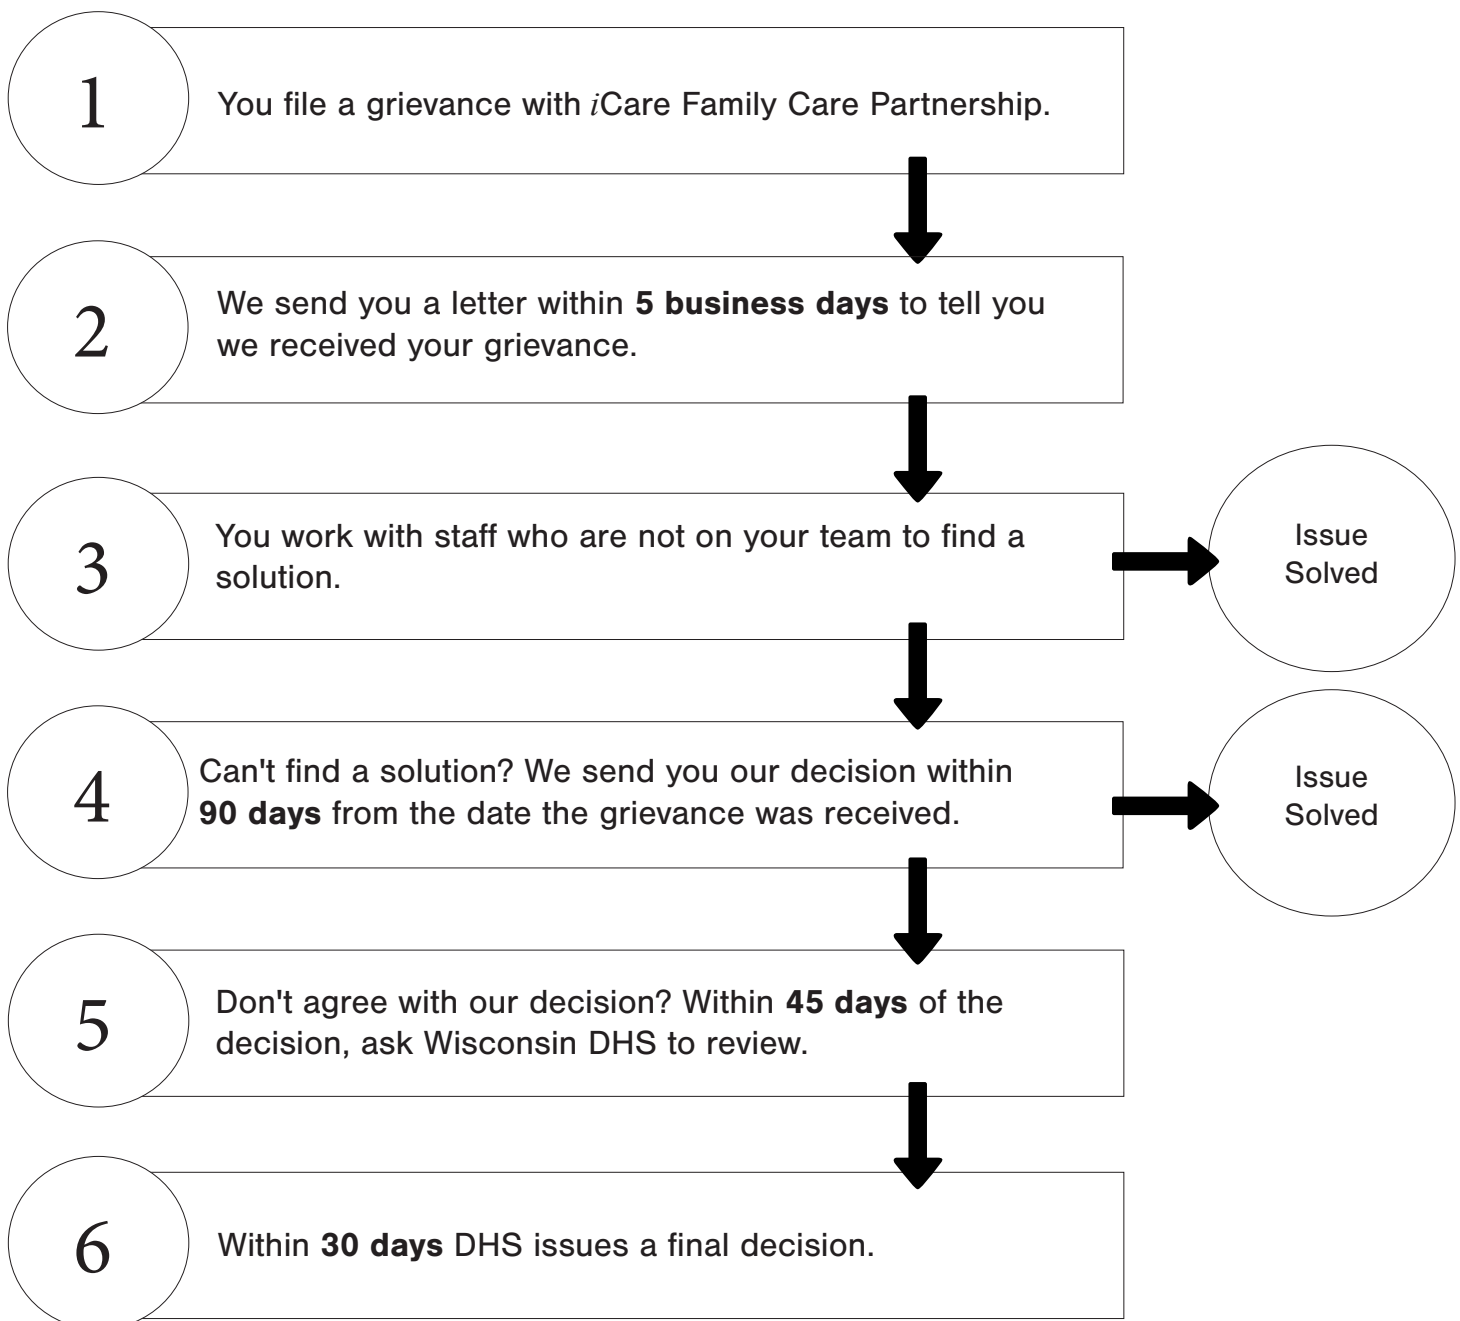 1
You file a grievance with iCare Family Care Partnership.
2
We send you a letter within 5 business days to tell you
we received your grievance.
3
You work with staff who are not on your team to find a
solution.
Issue
Solved
4
Can't find a solution? We send you our decision within
90 days from the date the grievance was received.
Issue
Solved
5
Don't agree with our decision? Within 45 days of the
decision, ask Wisconsin DHS to review.
6
Within 30 days DHS issues a final decision.